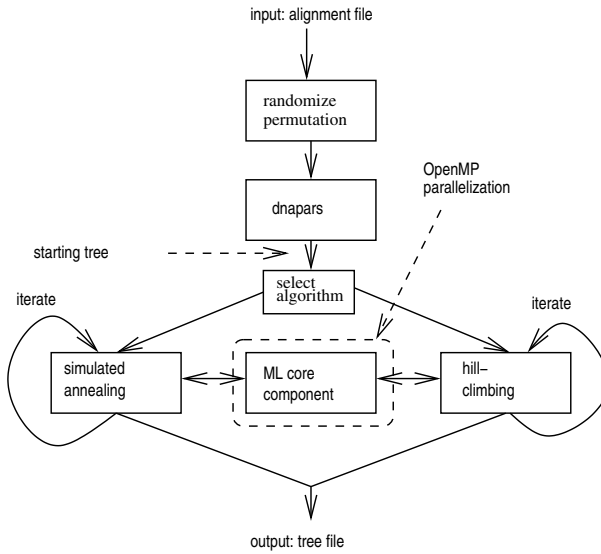 input: alignment file
randomize
permutation
OpenMP
parallelization
dnapars
starting tree
select
algorithm
iterate
iterate
simulated
annealing
ML core
component
hill–
climbing
output: tree file